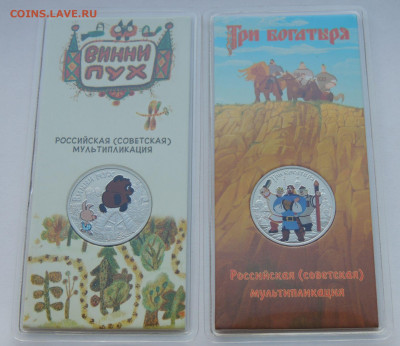 COINS.LAVE.RU
ВИННИ
ПУХ
РОССИЙСКАЯ (СОВЕТСКАЯ)
МУЛЬТИПЛИКАЦИЯ
Три богатыря
Российская (советская)
мультипликация